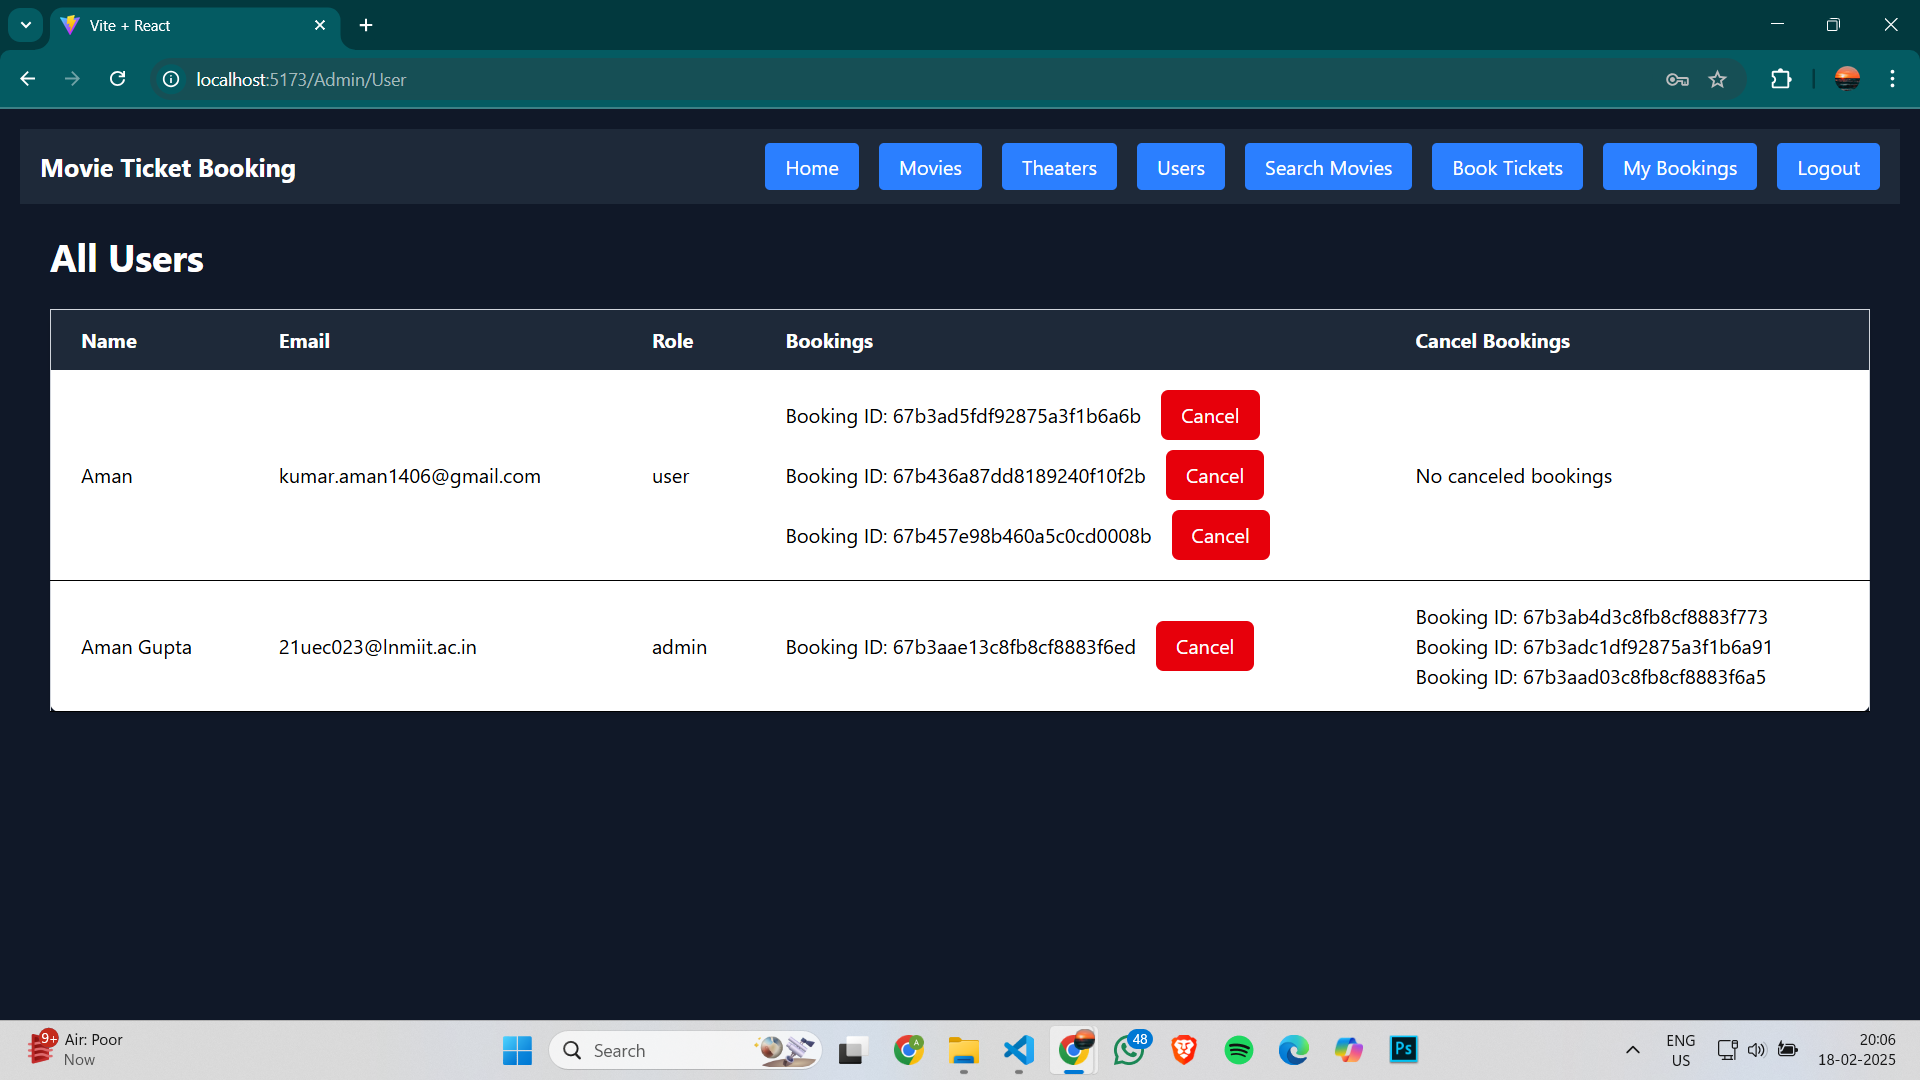 Vite + React
localhost:5173/Admin/User
Movie Ticket Booking
Home
Movies
Theaters
Users
Search Movies
Book Tickets
My Bookings
Logout
All Users
Name Email Role Bookings Cancel Bookings
Booking ID: 67b3ad5fdf92875a3f1b6a6b Cancel
Aman kumar.aman1406@gmail.com user Booking ID: 67b436a87dd8189240f10f2b Cancel No canceled bookings
Booking ID: 67b457e98b460a5c0cd0008b Cancel
Booking ID: 67b3ab4d3c8fb8cf8883f773
Aman Gupta 21uec023@lnmiit.ac.in admin Booking ID: 67b3aae13c8fb8cf8883f6ed Cancel Booking ID: 67b3adc1df92875a3f1b6a91
Booking ID: 67b3aad03c8fb8cf8883f6a5
9+
Air: Poor
Now
Search
A
48
Ps
ENG
US
20:06
18-02-2025